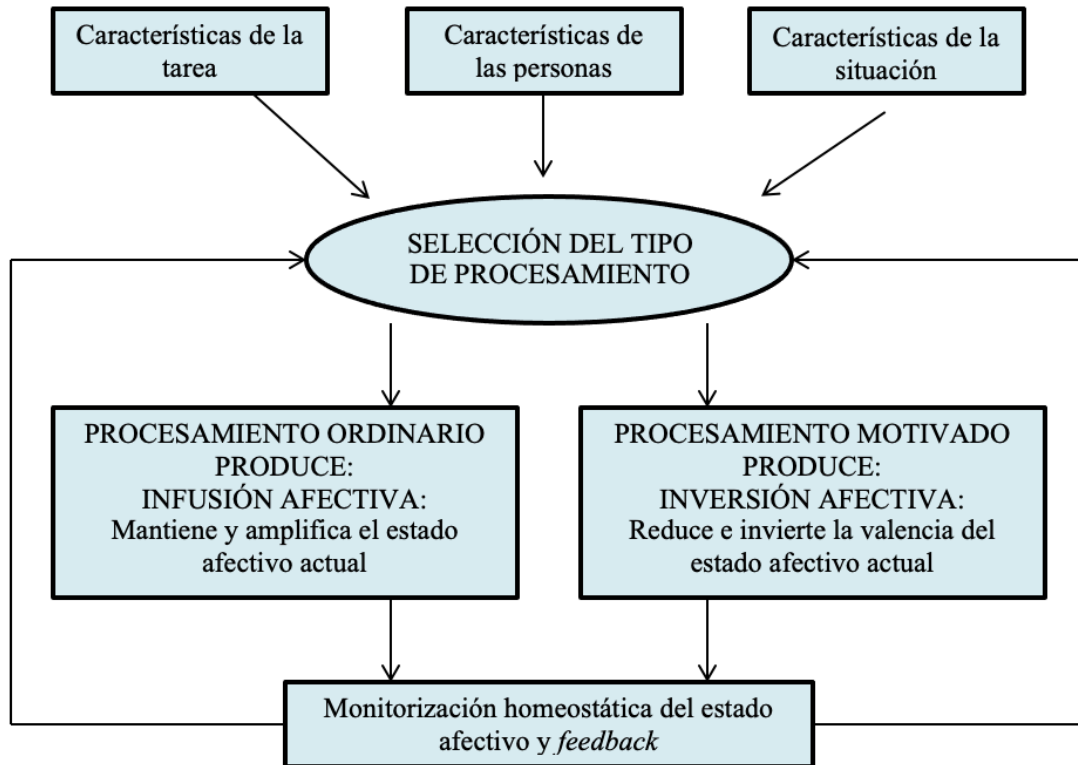 Características de la
tarea
Características de
las personas
Características de la
situación
SELECCIÓN DEL TIPO
DE PROCESAMIENTO
PROCESAMIENTO ORDINARIO
PRODUCE:
INFUSIÓN AFECTIVA:
Mantiene y amplifica el estado
afectivo actual
PROCESAMIENTO MOTIVADO
PRODUCE:
INVERSIÓN AFECTIVA:
Reduce e invierte la valencia del
estado afectivo actual
Monitorización homeostática del estado
afectivo y feedback